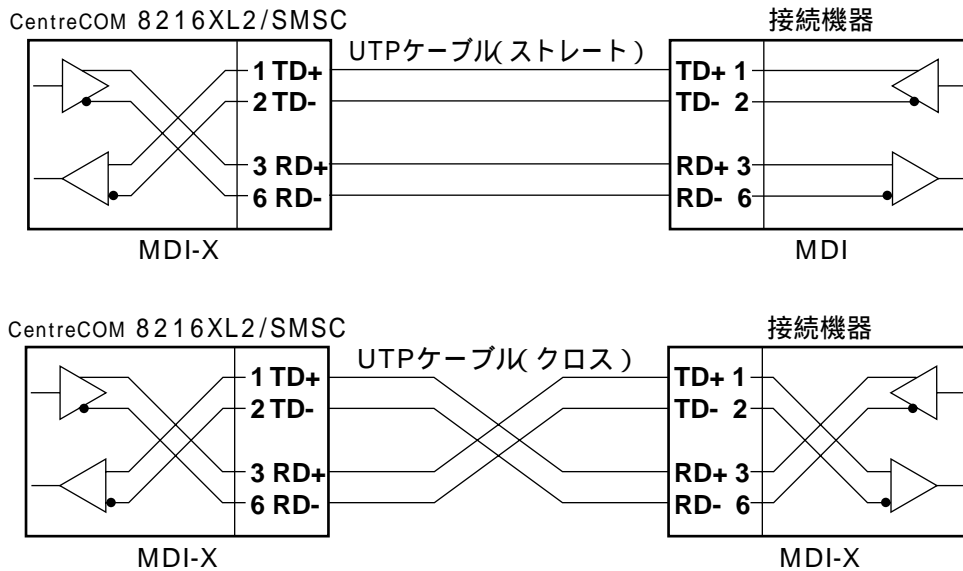 CentreCOM 8216XL2/SMSC
接続機器
UTPケーブル(ストレート)
1 TD+
2 TD-
3 RD+
6 RD-
TD+ 1
TD- 2
RD+ 3
RD- 6
MDI-X
MDI
CentreCOM 8216XL2/SMSC
接続機器
UTPケーブル(クロス)
1 TD+
2 TD-
3 RD+
6 RD-
TD+ 1
TD- 2
RD+ 3
RD- 6
MDI-X
MDI-X